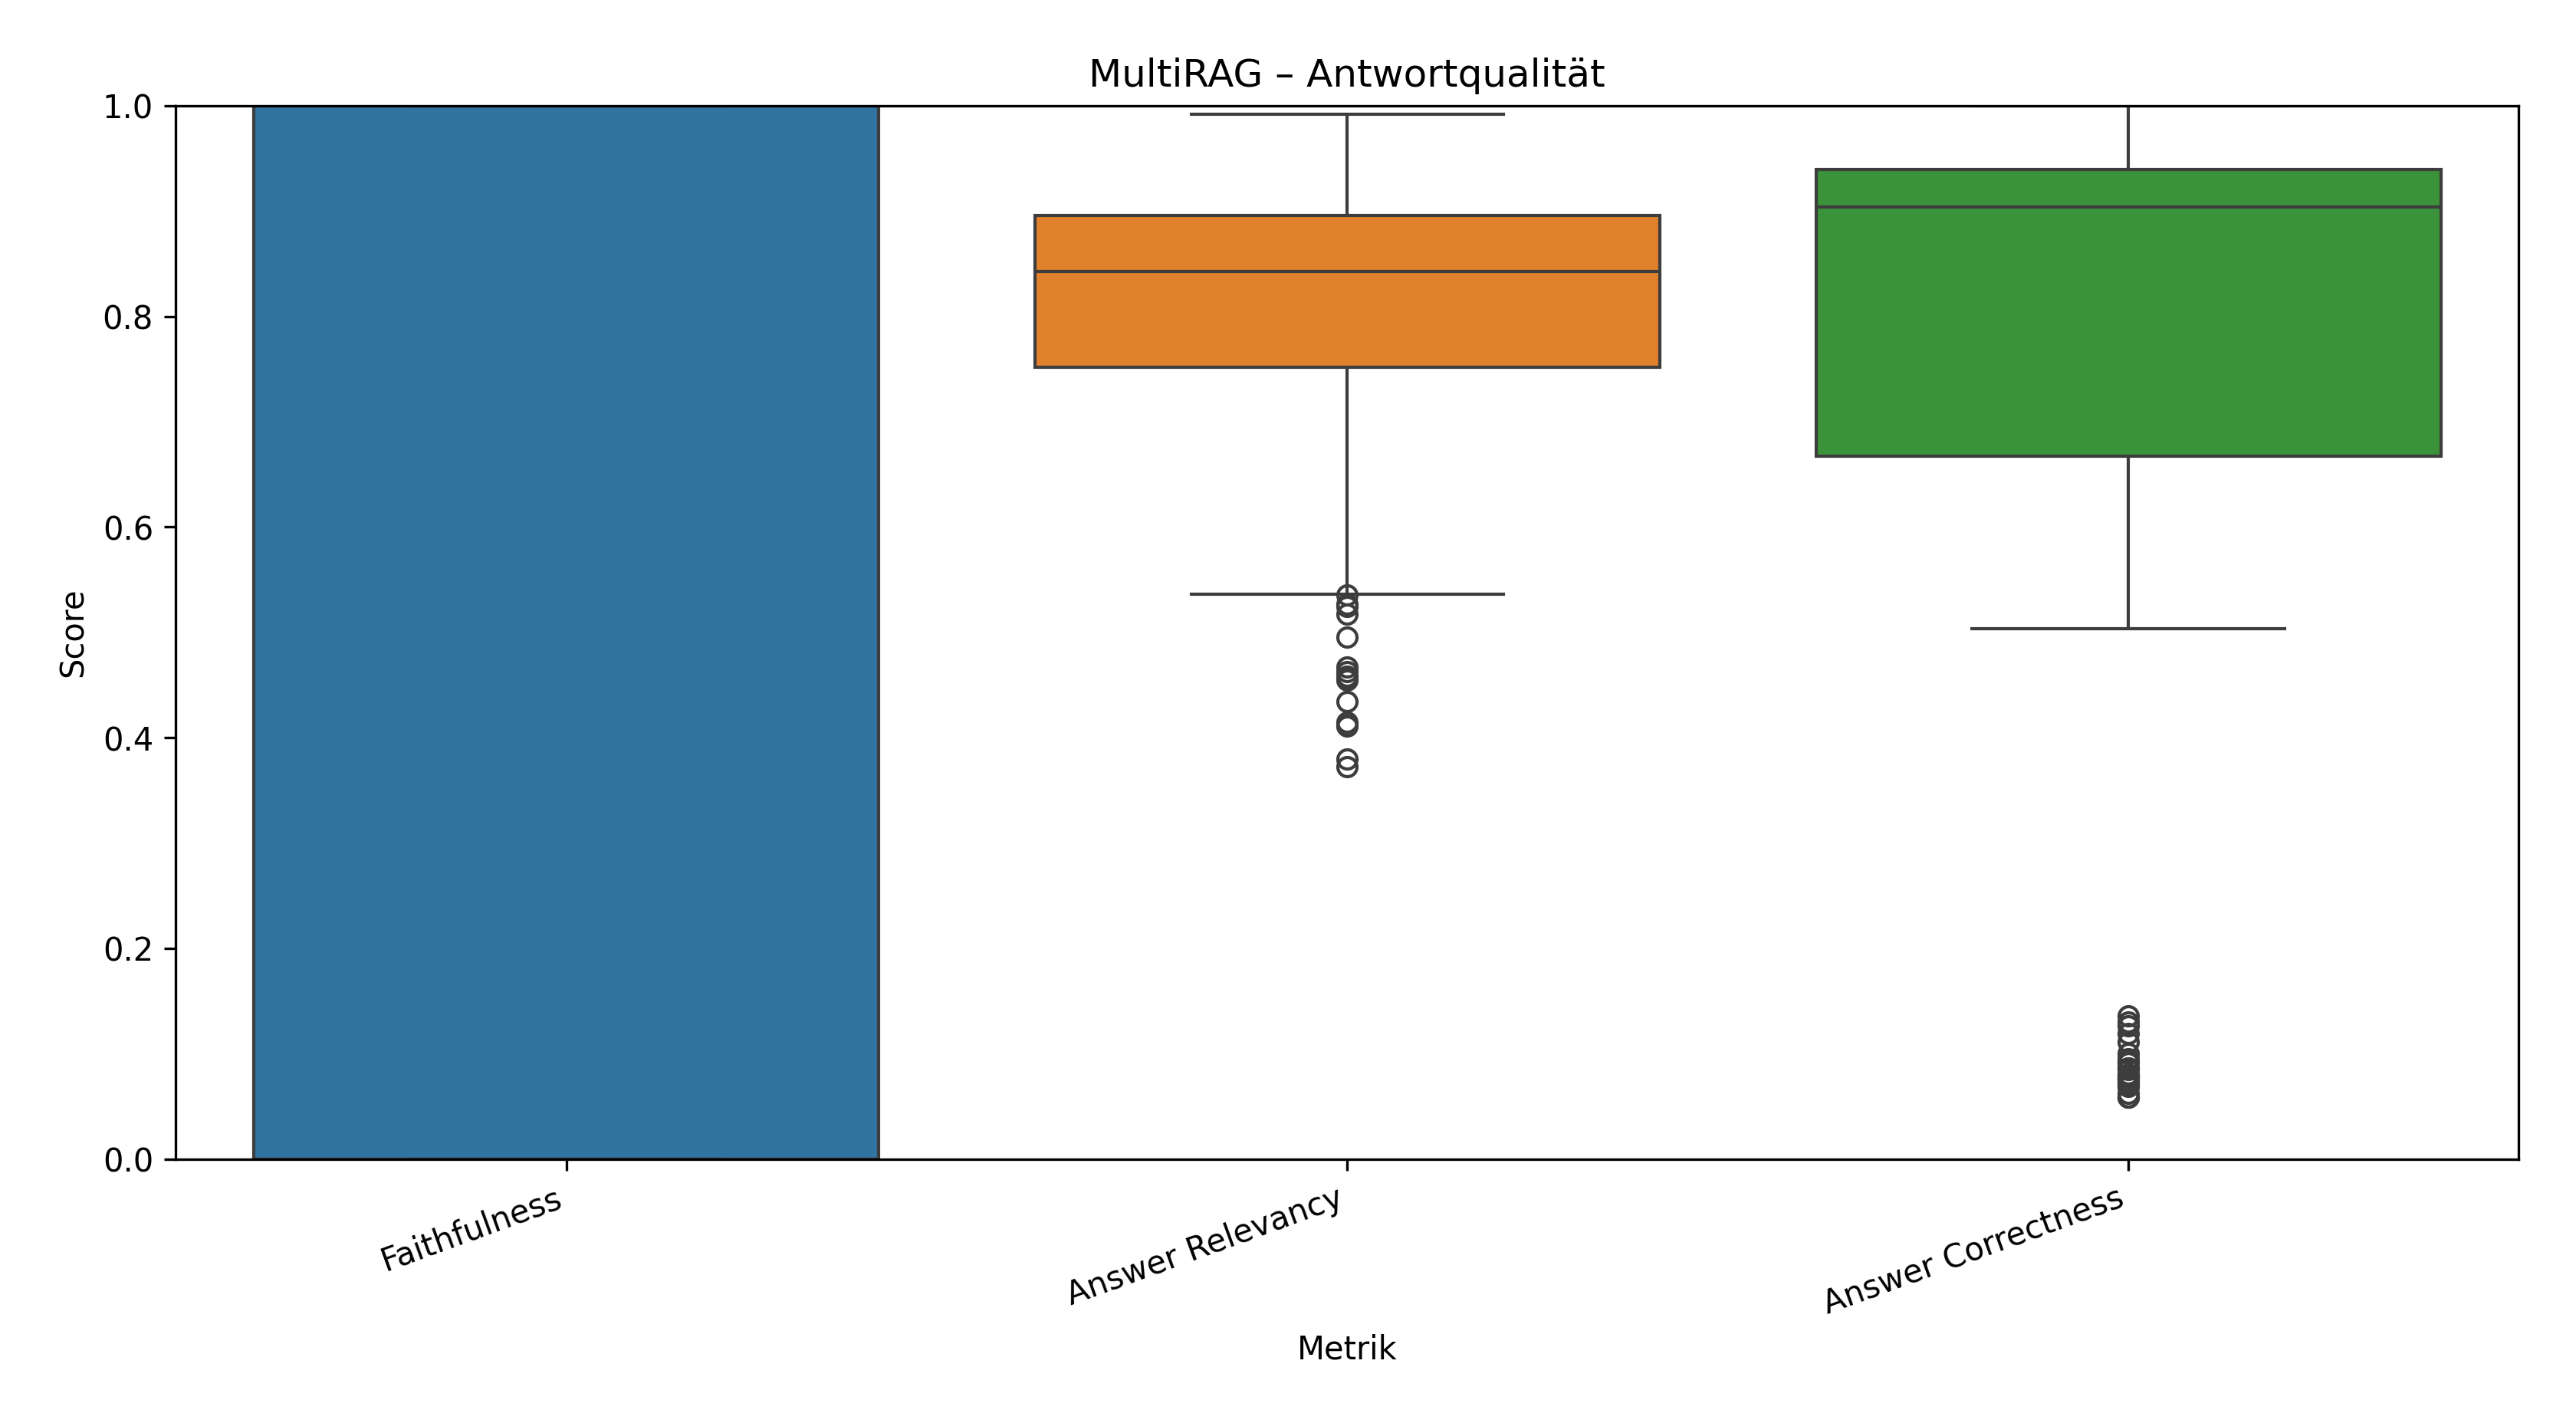 MultiRAG – Antwortqualität
1.0
0.8
0.6
0.4
0.2
0.0
Score
Faithfulness
Answer Relevancy
Answer Correctness
Metrik